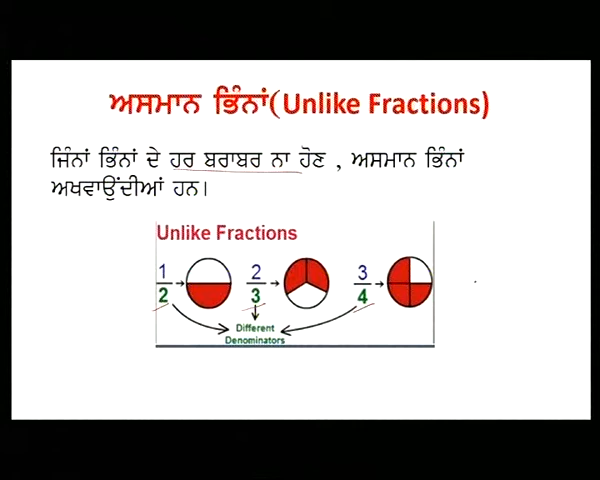 ਅਸਮਾਨ ਭਿੰਨਾਂ(Unlike Fractions)
ਜਿੰਨਾਂ ਭਿੰਨਾਂ ਦੇ ਹਰ ਬਰਾਬਰ ਨਾ ਹੋਣ , ਅਸਮਾਨ ਭਿੰਨਾਂ
ਅਖਵਾਉਂਦੀਆਂ ਹਨ।
Unlike Fractions
1 2 3
2 3 4
Different
Denominators